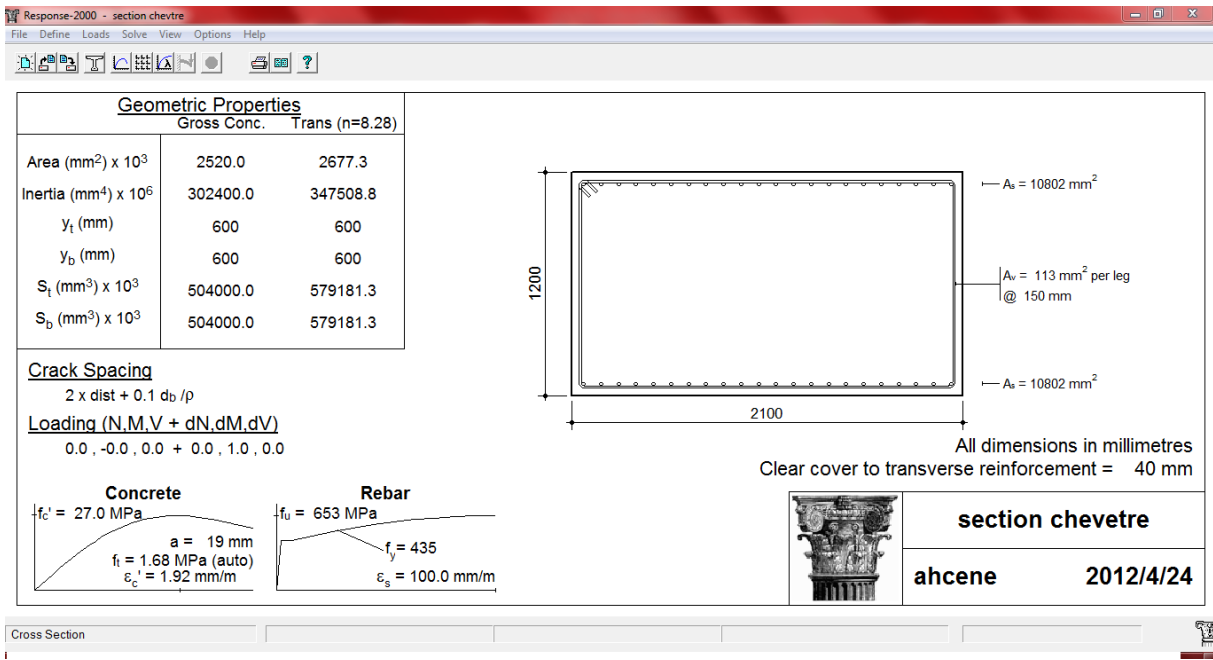 Response-2000 - section chevtre
File Define Loads Solve View Options Help
Geometric Properties
Gross Conc. Trans (n=8.28)
Area (mm²) x 10³ 2520.0 2677.3
Inertia (mm⁴) x 10⁶ 302400.0 347508.8
yt (mm) 600 600
yb (mm) 600 600
St (mm³) x 10³ 504000.0 579181.3
Sb (mm³) x 10³ 504000.0 579181.3
Crack Spacing
2 x dist + 0.1 db /ρ
Loading (N,M,V + dN,dM,dV)
0.0 , -0.0 , 0.0 + 0.0 , 1.0 , 0.0
Concrete
fc' = 27.0 MPa
a = 19 mm
ft = 1.68 MPa (auto)
εc' = 1.92 mm/m
Rebar
fu = 653 MPa
fy = 435
εs = 100.0 mm/m
As = 10802 mm²
1200
Av = 113 mm² per leg
@ 150 mm
As = 10802 mm²
2100
All dimensions in millimetres
Clear cover to transverse reinforcement = 40 mm
section chevetre
ahcene 2012/4/24
Cross Section